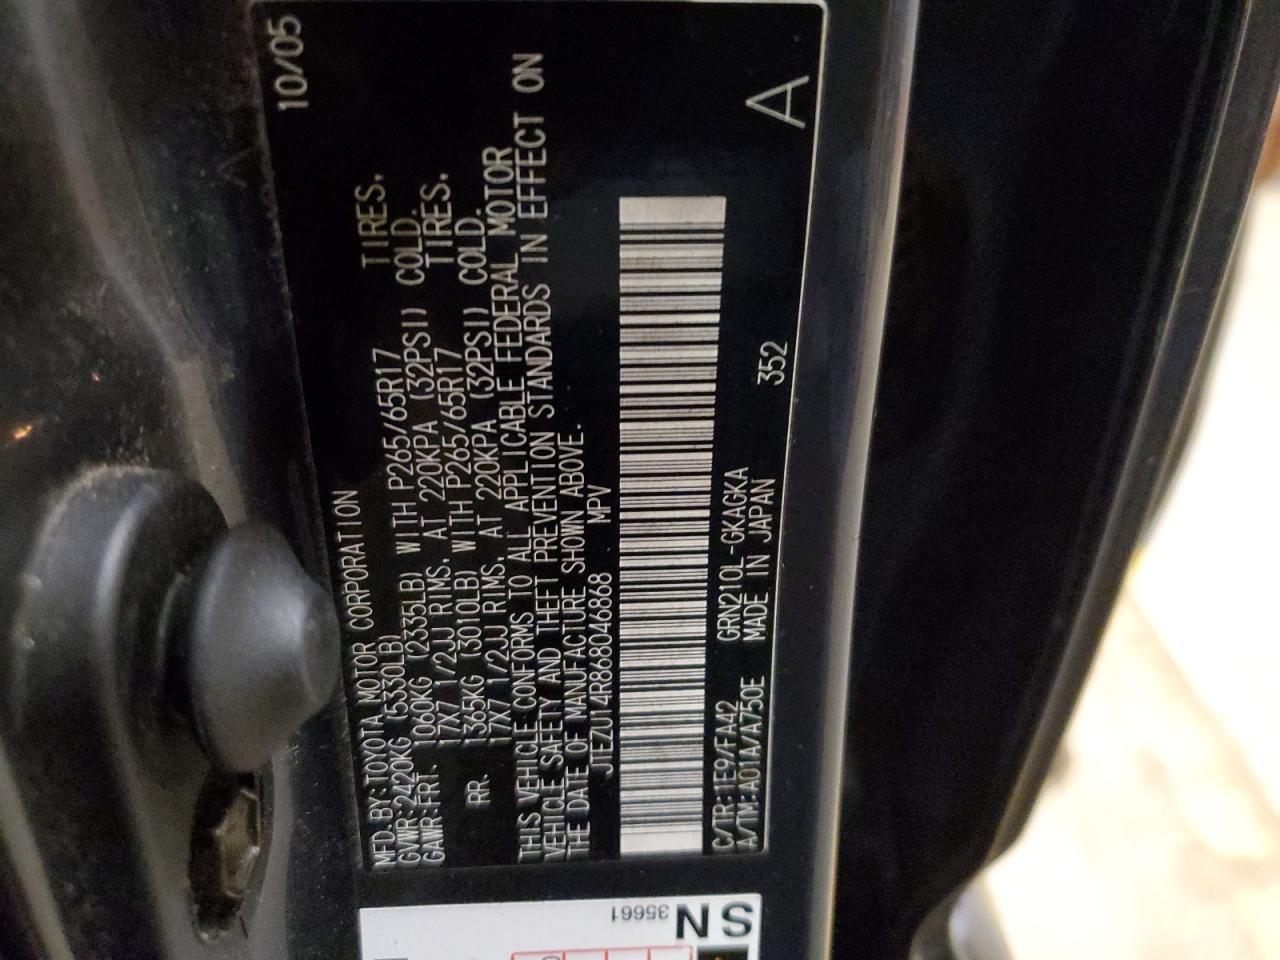 MFD.BY:TOYOTA MOTOR CORPORATION 10/05
GVWR:2420KG (5330LB)
GAWR:FRT. 1060KG (2335LB) WITH P265/65R17 TIRES.
17X7 1/2JJ RIMS. AT 220KPA (32PSI) COLD.
RR. 1365KG (3010LB) WITH P265/65R17 TIRES.
17X7 1/2JJ RIMS. AT 220KPA (32PSI) COLD.
THIS VEHICLE CONFORMS TO ALL APPLICABLE FEDERAL MOTOR
VEHICLE SAFETY AND THEFT PREVENTION STANDARDS IN EFFECT ON
THE DATE OF MANUFACTURE SHOWN ABOVE.
JTEZU14R868046868 MPV
C/TR:1E9/FA42 GRN210L-GKAGKA
A/TM:A01A/A750E MADE IN JAPAN 352
A
SN
35661